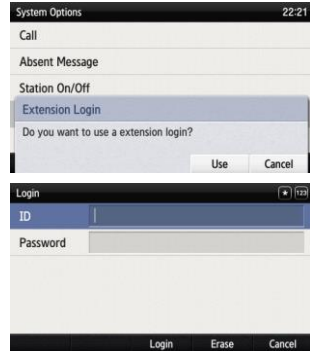 System Options 22:21
Call
Absent Message
Station On/Off
Extension Login
Do you want to use a extension login?
Use Cancel
Login ★ 123
ID
Password
Login Erase Cancel